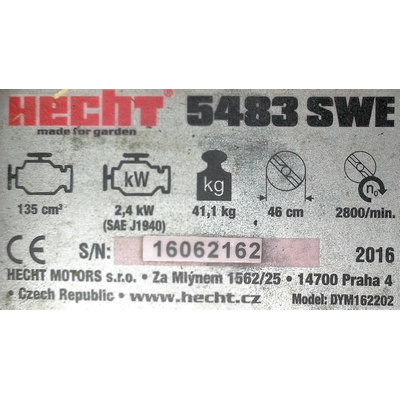 HECHT 5483 SWE
made for garden
kW kg n₀
135 cm³ 2,4 kW 41,1 kg 46 cm 2800/min.
(SAE J1940)
CE S/N: 16062162 2016
HECHT MOTORS s.r.o. • Za Mlýnem 1562/25 • 14700 Praha 4
• Czech Republic • www.hecht.cz Model: DYM162202